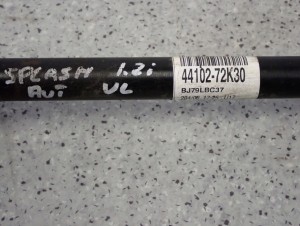 SPLASH 1.2i
AUT VL
44102-72K30
BJ79LBC37